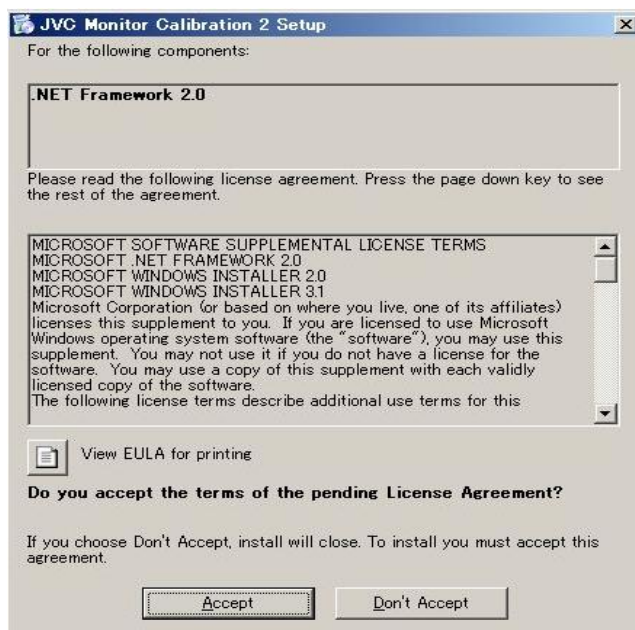 JVC Monitor Calibration 2 Setup
For the following components:
.NET Framework 2.0
Please read the following license agreement. Press the page down key to see
the rest of the agreement.
MICROSOFT SOFTWARE SUPPLEMENTAL LICENSE TERMS
MICROSOFT .NET FRAMEWORK 2.0
MICROSOFT WINDOWS INSTALLER 2.0
MICROSOFT WINDOWS INSTALLER 3.1
Microsoft Corporation (or based on where you live, one of its affiliates)
licenses this supplement to you.  If you are licensed to use Microsoft
Windows operating system software (the "software"), you may use this
supplement.  You may not use it if you do not have a license for the
software.  You may use a copy of this supplement with each validly
licensed copy of the software.
The following license terms describe additional use terms for this
View EULA for printing
Do you accept the terms of the pending License Agreement?
If you choose Don't Accept, install will close. To install you must accept this
agreement.
Accept
Don't Accept